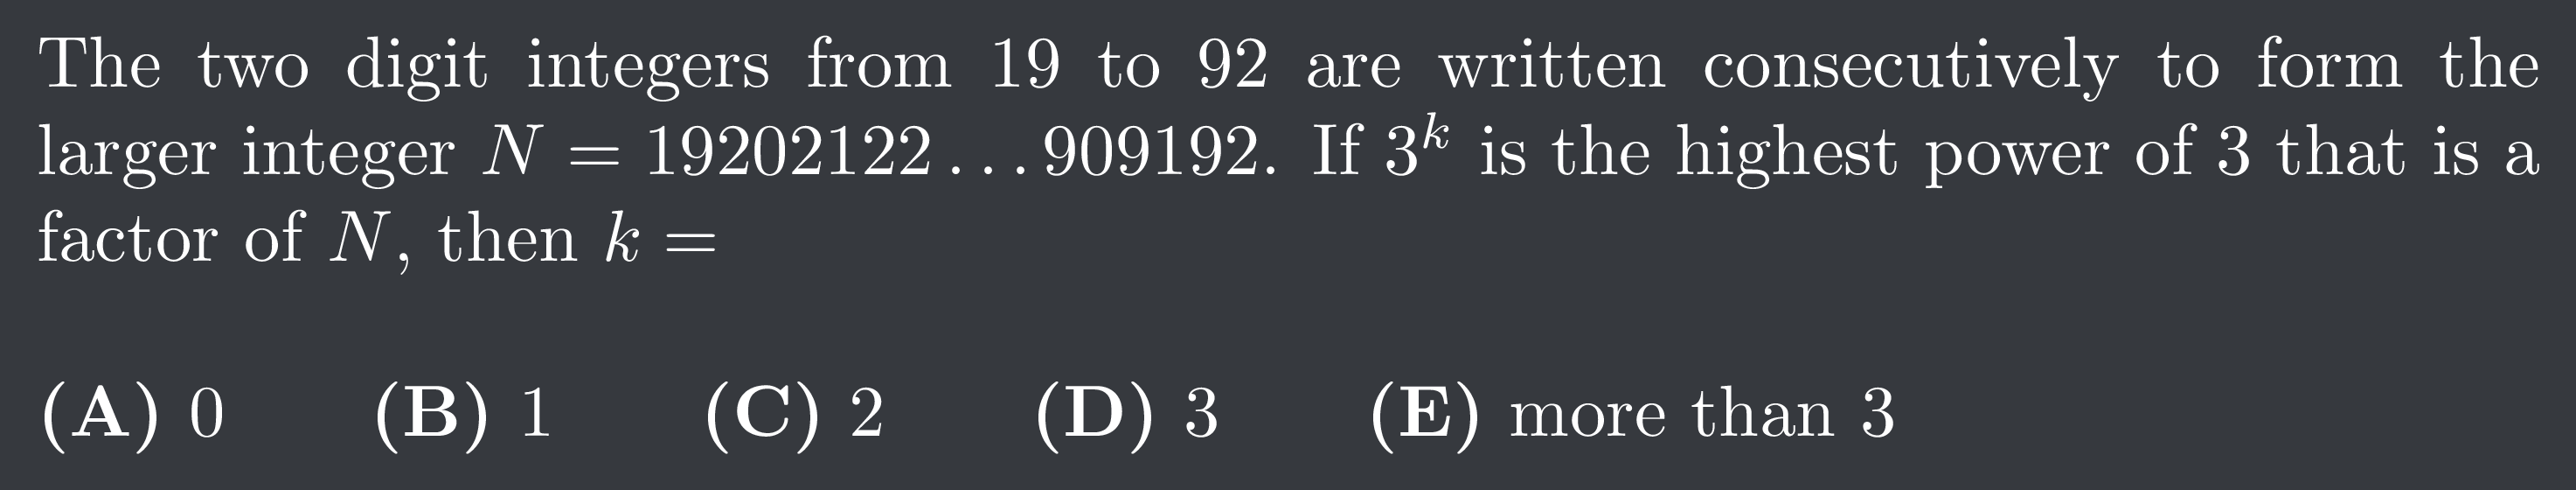 The two digit integers from 19 to 92 are written consecutively to form the
larger integer N = 19202122 . . . 909192. If 3^k is the highest power of 3 that is a
factor of N, then k =
(A) 0 (B) 1 (C) 2 (D) 3 (E) more than 3